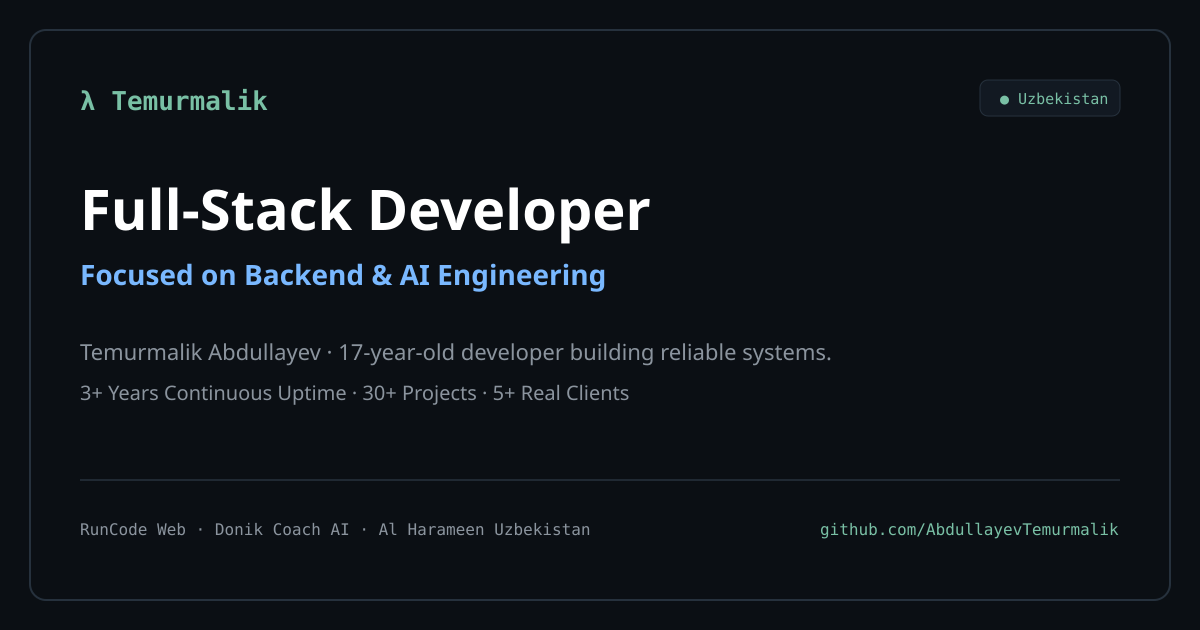 λ Temurmalik
● Uzbekistan
Full-Stack Developer
Focused on Backend & AI Engineering
Temurmalik Abdullayev · 17-year-old developer building reliable systems.
3+ Years Continuous Uptime · 30+ Projects · 5+ Real Clients
RunCode Web · Donik Coach AI · Al Harameen Uzbekistan
github.com/AbdullayevTemurmalik